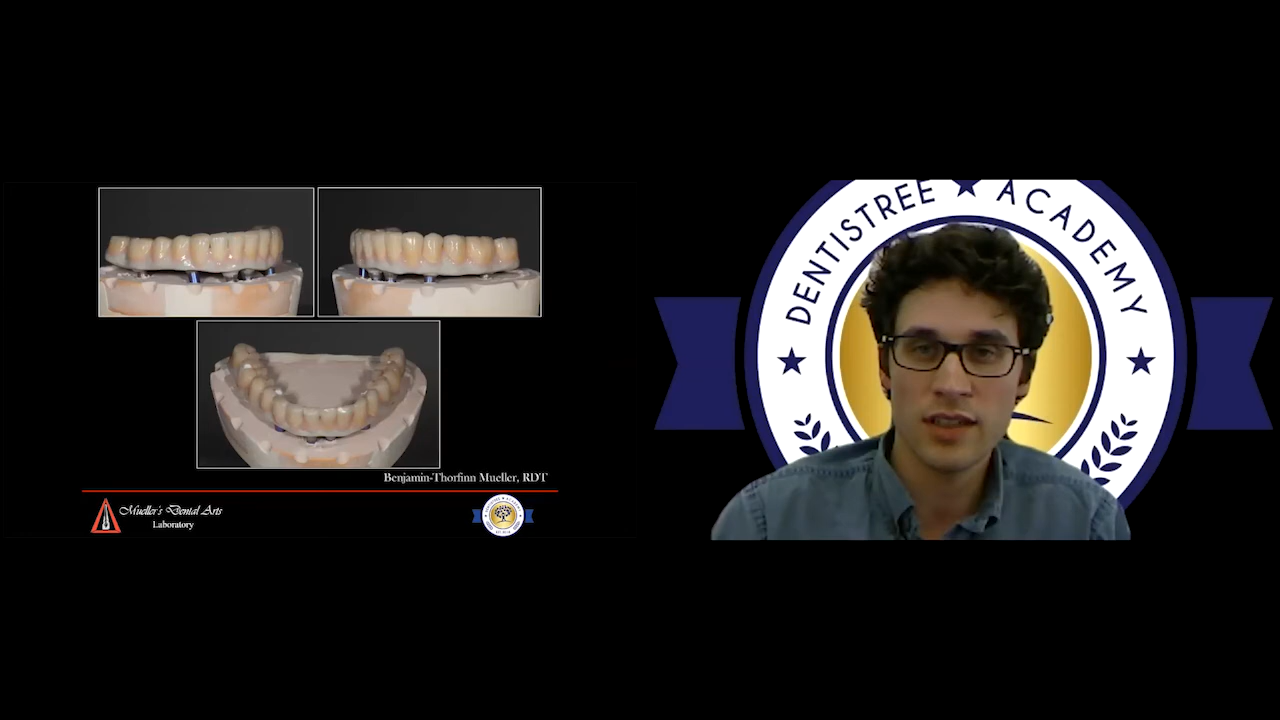 Benjamin-Thorfinn Mueller, RDT
Mueller's Dental Arts
Laboratory
DENTISTREE ACADEMY